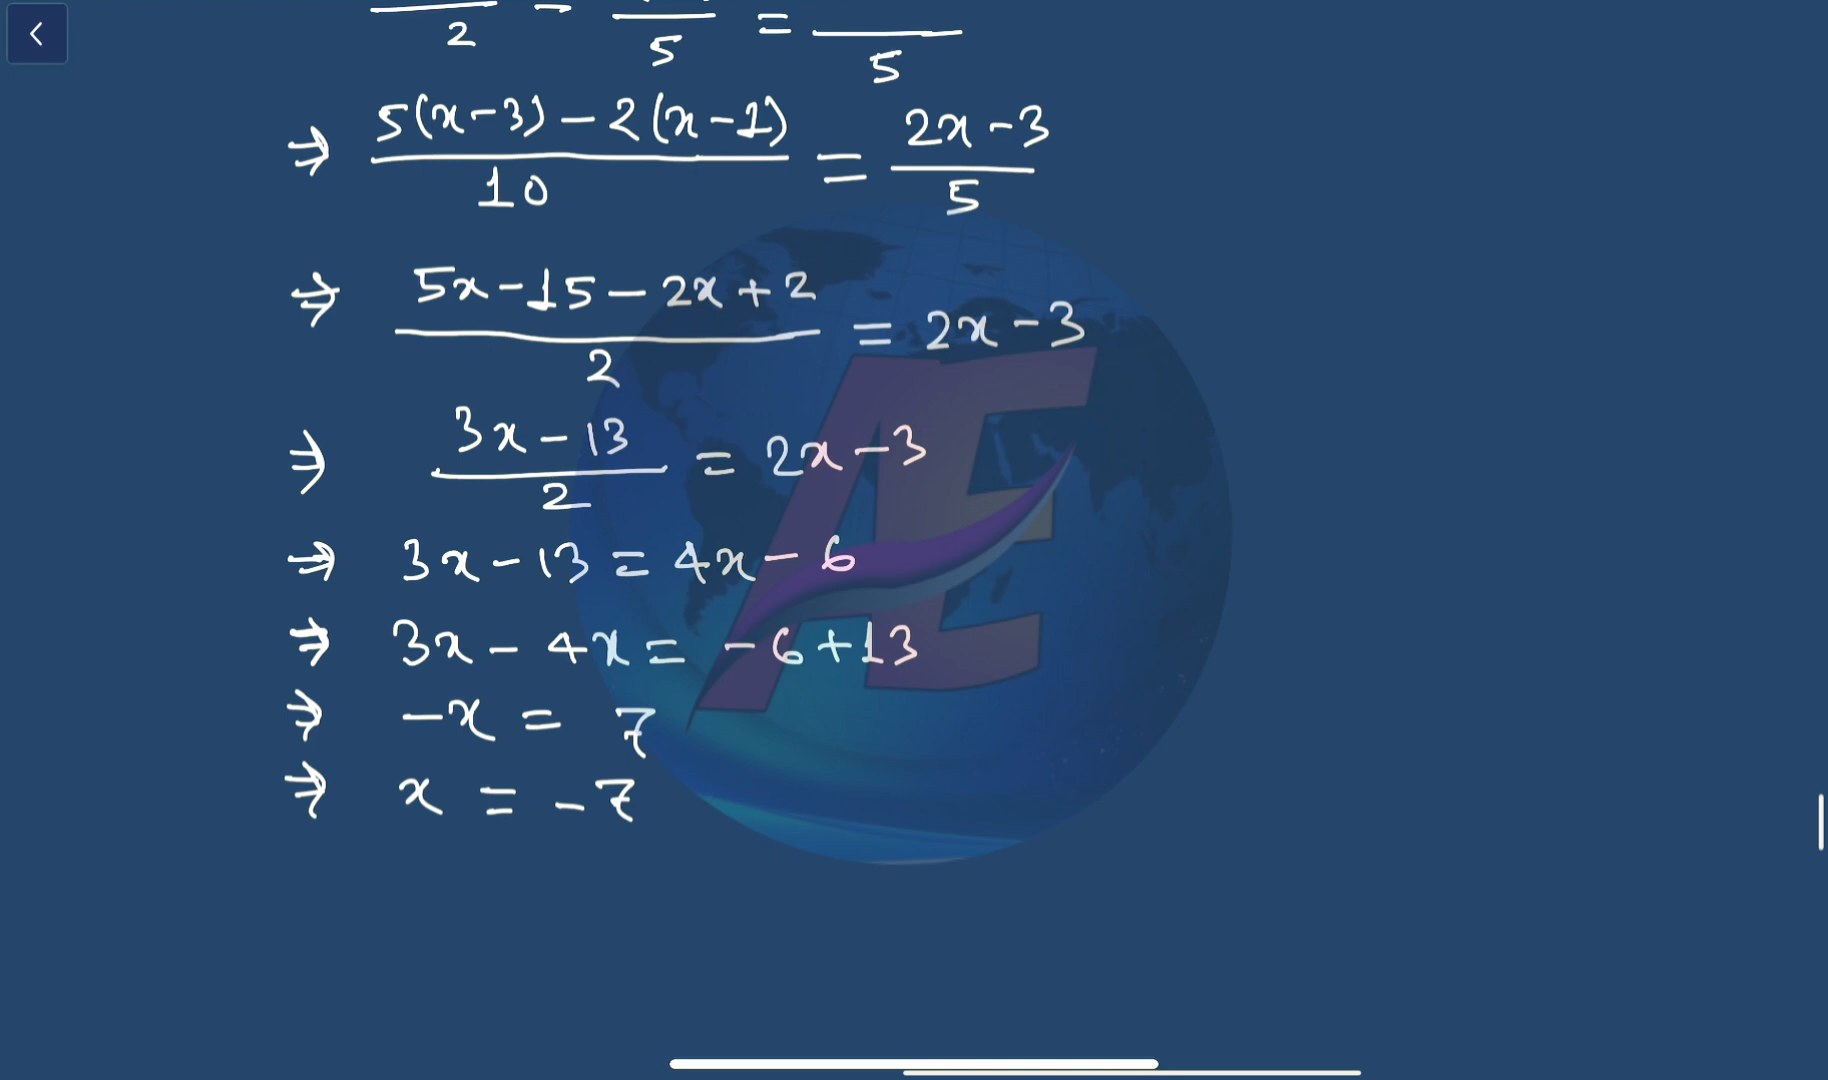 2 - 5 = 5
⇒ 5(x-3) - 2(x-1) / 10 = 2x-3 / 5
⇒ 5x-15-2x+2 / 2 = 2x-3
⇒ 3x-13 / 2 = 2x-3
⇒ 3x-13 = 4x-6
⇒ 3x-4x = -6+13
⇒ -x = 7
⇒ x = -7
Æ